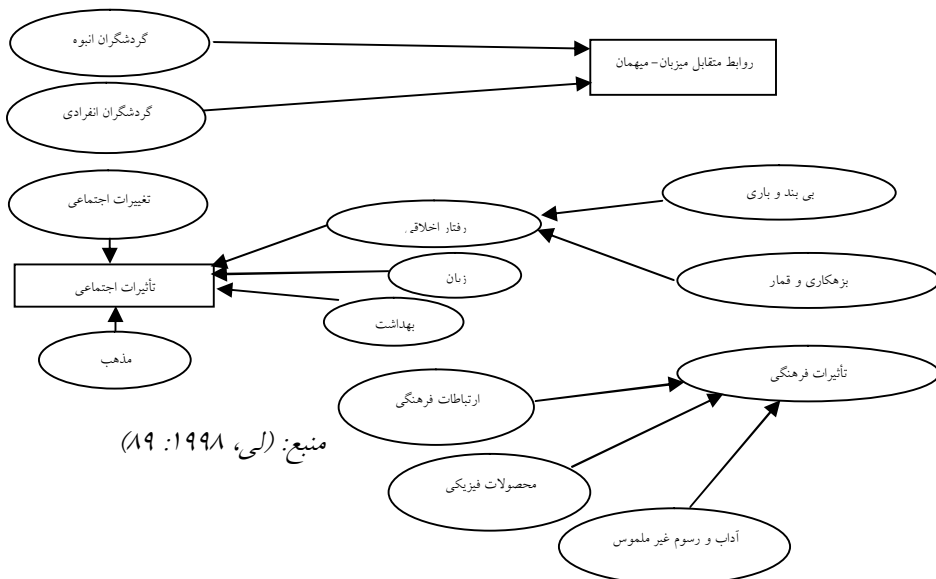 گردشگران انبوه
روابط متقابل میزبان– میهمان
گردشگران انفرادی
تغییرات اجتماعی
بی بند و باری
رفتار اخلاقی
زبان
بزهکاری و قمار
تأثیرات اجتماعی
بهداشت
مذهب
تأثیرات فرهنگی
ارتباطات فرهنگی
منبع: (لی، ۱۹۹۸: ۸۹)
محصولات فیزیکی
آداب و رسوم غیر ملموس